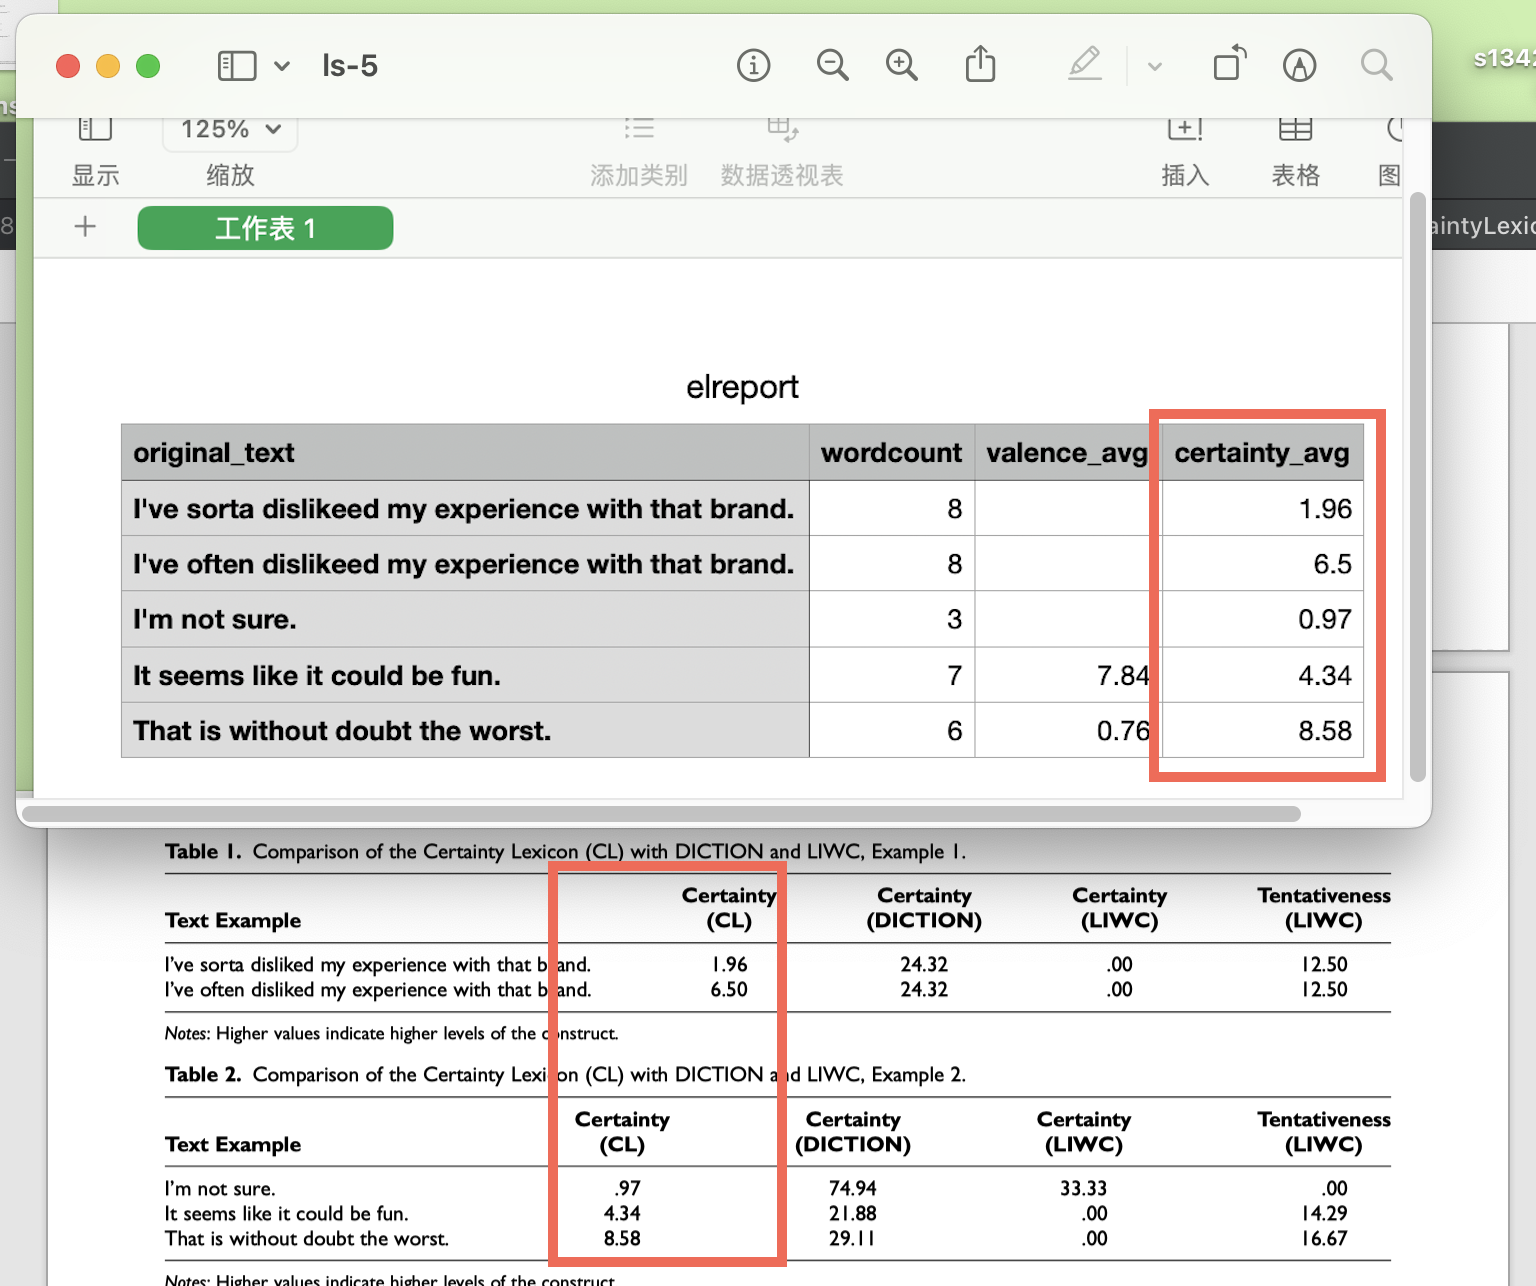 ls-5
s134
125%
显示
缩放
添加类别
数据透视表
插入
表格
图
8
+
工作表 1
aintyLexic
elreport
original_text wordcount valence_avg certainty_avg
I've sorta dislikeed my experience with that brand. 8 1.96
I've often dislikeed my experience with that brand. 8 6.5
I'm not sure. 3 0.97
It seems like it could be fun. 7 7.84 4.34
That is without doubt the worst. 6 0.76 8.58
Table 1. Comparison of the Certainty Lexicon (CL) with DICTION and LIWC, Example 1.
Certainty Certainty Certainty Tentativeness
Text Example (CL) (DICTION) (LIWC) (LIWC)
I've sorta disliked my experience with that brand. 1.96 24.32 .00 12.50
I've often disliked my experience with that brand. 6.50 24.32 .00 12.50
Notes: Higher values indicate higher levels of the construct.
Table 2. Comparison of the Certainty Lexicon (CL) with DICTION and LIWC, Example 2.
Certainty Certainty Certainty Tentativeness
Text Example (CL) (DICTION) (LIWC) (LIWC)
I'm not sure. .97 74.94 33.33 .00
It seems like it could be fun. 4.34 21.88 .00 14.29
That is without doubt the worst. 8.58 29.11 .00 16.67
Notes: Higher values indicate higher levels of the construct.